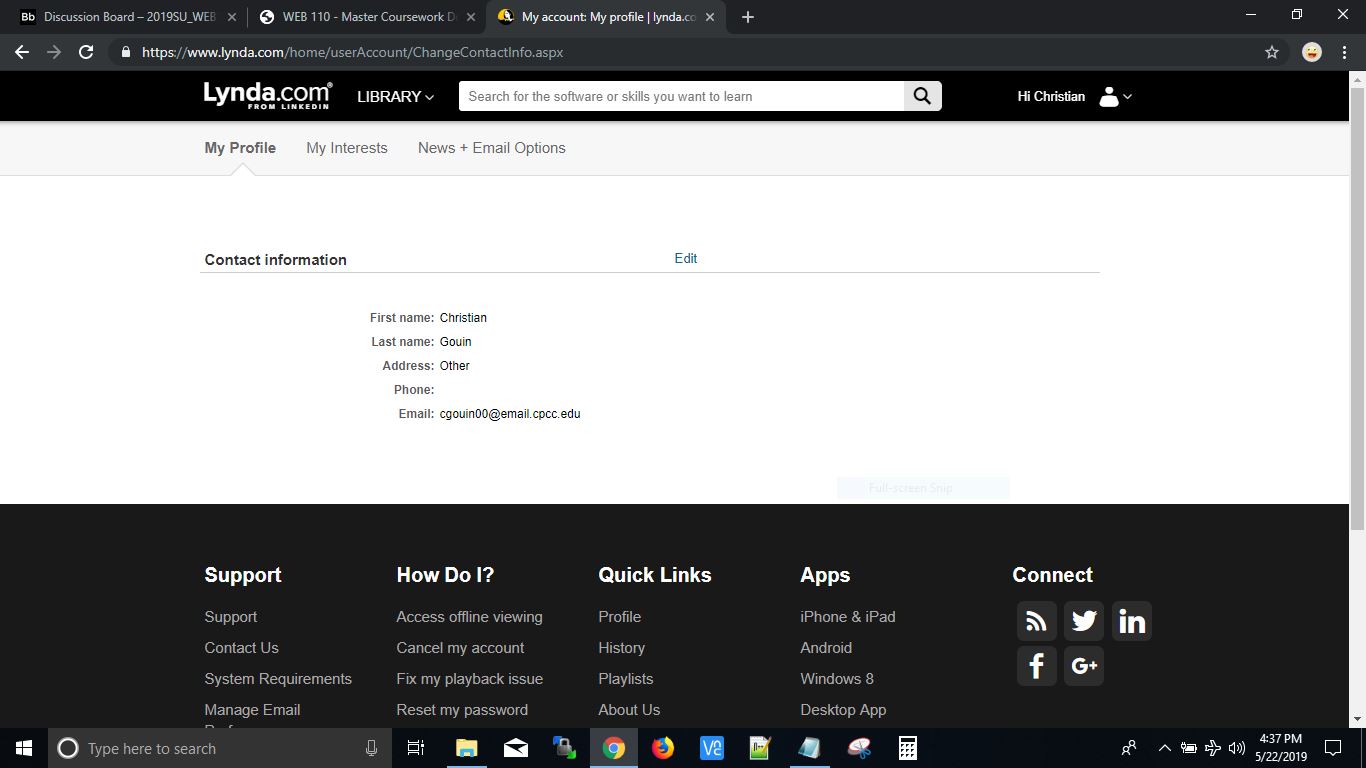 Bb Discussion Board – 2019SU_WEB
WEB 110 - Master Coursework D
My account: My profile | lynda.co
https://www.lynda.com/home/userAccount/ChangeContactInfo.aspx
Lynda.com®
FROM LINKEDIN
LIBRARY
Search for the software or skills you want to learn
Hi Christian
My Profile My Interests News + Email Options
Contact information Edit
First name: Christian
Last name: Gouin
Address: Other
Phone:
Email: cgouin00@email.cpcc.edu
Full-screen Snip
Support
Support
Contact Us
System Requirements
Manage Email
How Do I?
Access offline viewing
Cancel my account
Fix my playback issue
Reset my password
Quick Links
Profile
History
Playlists
About Us
Apps
iPhone & iPad
Android
Windows 8
Desktop App
Connect
in
f G+
Type here to search
4:37 PM
5/22/2019